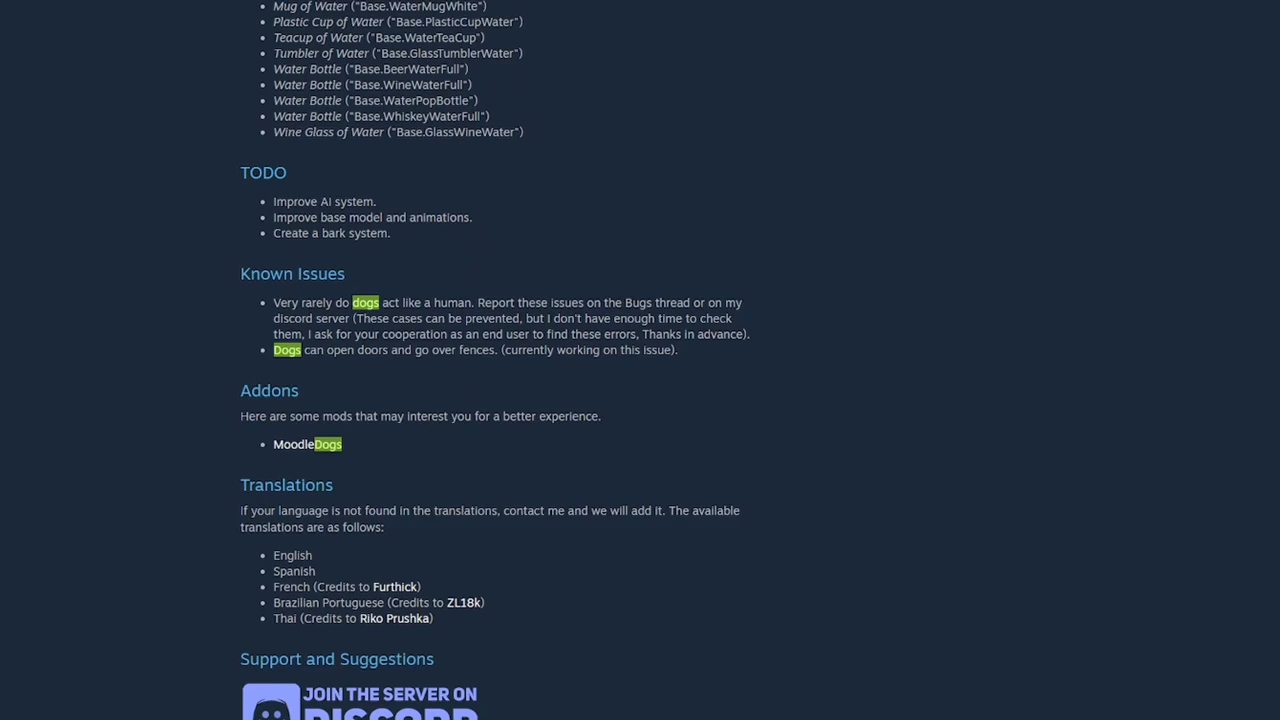 Mug of Water ("Base.WaterMugWhite")
Plastic Cup of Water ("Base.PlasticCupWater")
Teacup of Water ("Base.WaterTeaCup")
Tumbler of Water ("Base.GlassTumblerWater")
Water Bottle ("Base.BeerWaterFull")
Water Bottle ("Base.WineWaterFull")
Water Bottle ("Base.WaterPopBottle")
Water Bottle ("Base.WhiskeyWaterFull")
Wine Glass of Water ("Base.GlassWineWater")
TODO
Improve AI system.
Improve base model and animations.
Create a bark system.
Known Issues
Very rarely do dogs act like a human. Report these issues on the Bugs thread or on my
discord server (These cases can be prevented, but I don't have enough time to check
them, I ask for your cooperation as an end user to find these errors, Thanks in advance).
Dogs can open doors and go over fences. (currently working on this issue).
Addons
Here are some mods that may interest you for a better experience.
MoodleDogs
Translations
If your language is not found in the translations, contact me and we will add it. The available
translations are as follows:
English
Spanish
French (Credits to Furthick)
Brazilian Portuguese (Credits to ZL18k)
Thai (Credits to Riko Prushka)
Support and Suggestions
JOIN THE SERVER ON
DISCORD